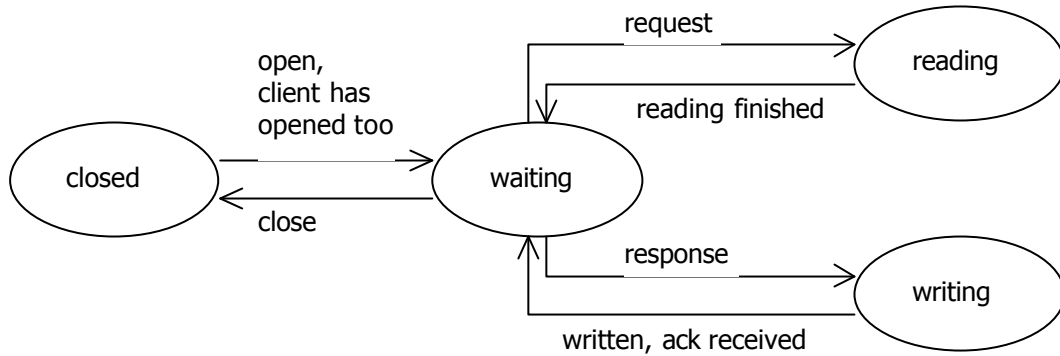 request
reading
open,
client has
opened too
reading finished
closed
waiting
close
response
writing
written, ack received